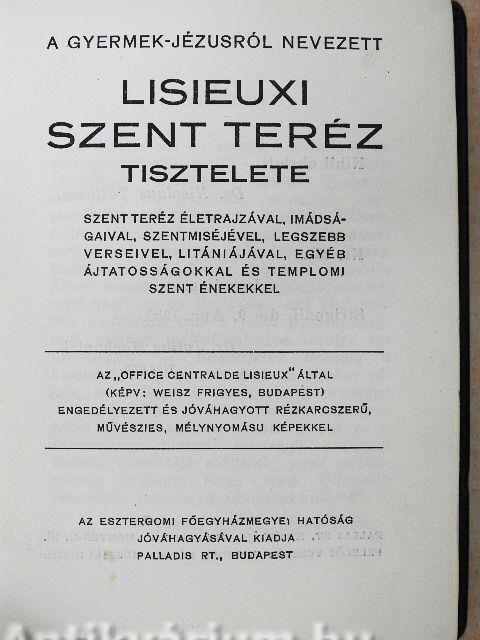 A GYERMEK-JÉZUSRÓL NEVEZETT
LISIEUXI
SZENT TERÉZ
TISZTELETE
SZENT TERÉZ ÉLETRAJZÁVAL, IMÁDSÁ-
GAIVAL, SZENTMISÉJÉVEL, LEGSZEBB
VERSEIVEL, LITÁNIÁJÁVAL, EGYÉB
ÁJTATOSSÁGOKKAL ÉS TEMPLOMI
SZENT ÉNEKEKKEL
AZ „OFFICE CENTRAL DE LISIEUX" ÁLTAL
(KÉPV: WEISZ FRIGYES, BUDAPEST)
ENGEDÉLYEZETT ÉS JÓVÁHAGYOTT RÉZKARCSZERŰ,
MŰVÉSZIES, MÉLYNYOMÁSU KÉPEKKEL
AZ ESZTERGOMI FŐEGYHÁZMEGYEI HATÓSÁG
JÓVÁHAGYÁSÁVAL KIADJA
PALLADIS RT., BUDAPEST
Antikvárium.hu